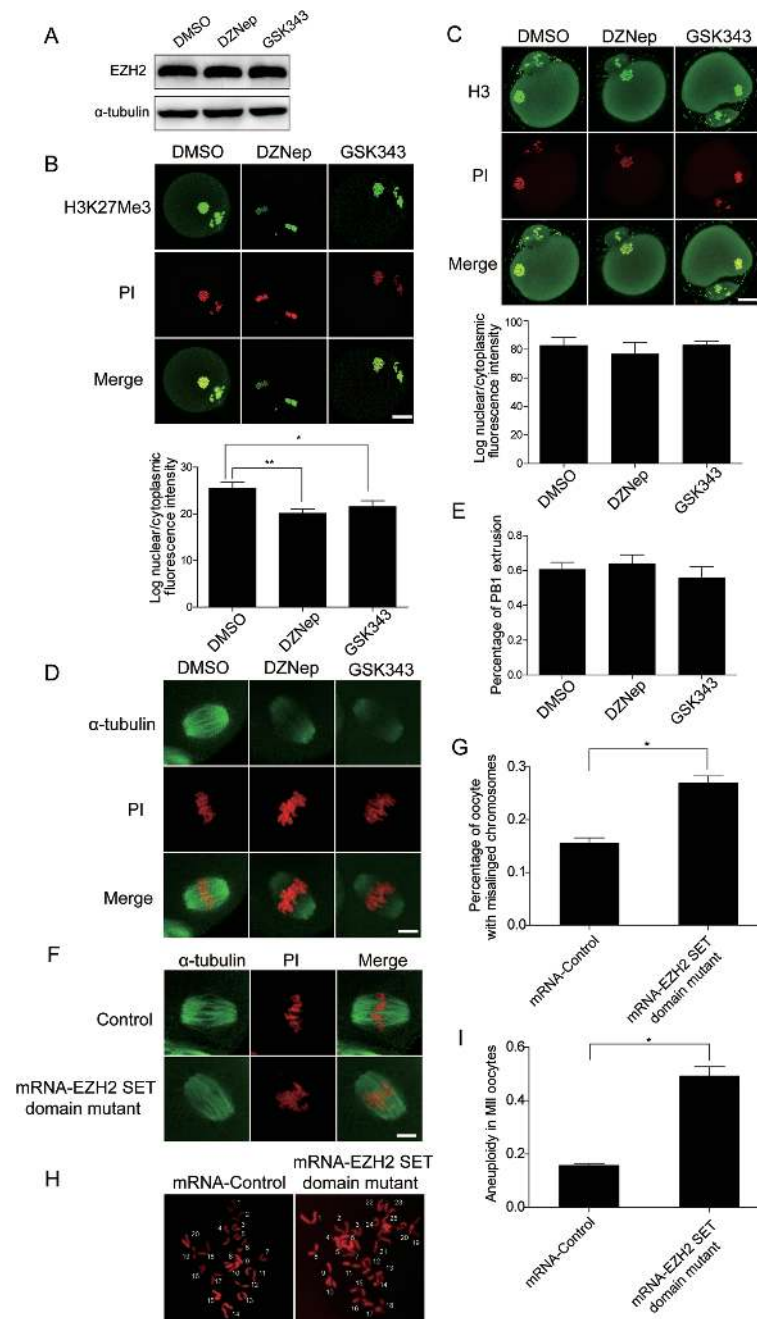 A
DMSO
DZNep
GSK343
EZH2
α-tubulin
B
DMSO DZNep GSK343
H3K27Me3
PI
Merge
Log nuclear/cytoplasmic
fluorescence intensity
30
20
10
0
*
**
DMSO
DZNep
GSK343
C
DMSO DZNep GSK343
H3
PI
Merge
Log nuclear/cytoplasmic
fluorescence intensity
100
80
60
40
20
0
DMSO
DZNep
GSK343
D
DMSO DZNep GSK343
α-tubulin
PI
Merge
E
Percentage of PB1 extrusion
0.8
0.6
0.4
0.2
0.0
DMSO
DZNep
GSK343
F
α-tubulin PI Merge
Control
mRNA-EZH2 SET
domain mutant
G
Percentage of oocyte
with misalinged chromosomes
0.3
0.2
0.1
0.0
*
mRNA-Control
mRNA-EZH2 SET
domain mutant
H
mRNA-Control
mRNA-EZH2 SET
domain mutant
I
Aneuploidy in MII oocytes
0.6
0.4
0.2
0.0
*
mRNA-Control
mRNA-EZH2 SET
domain mutant